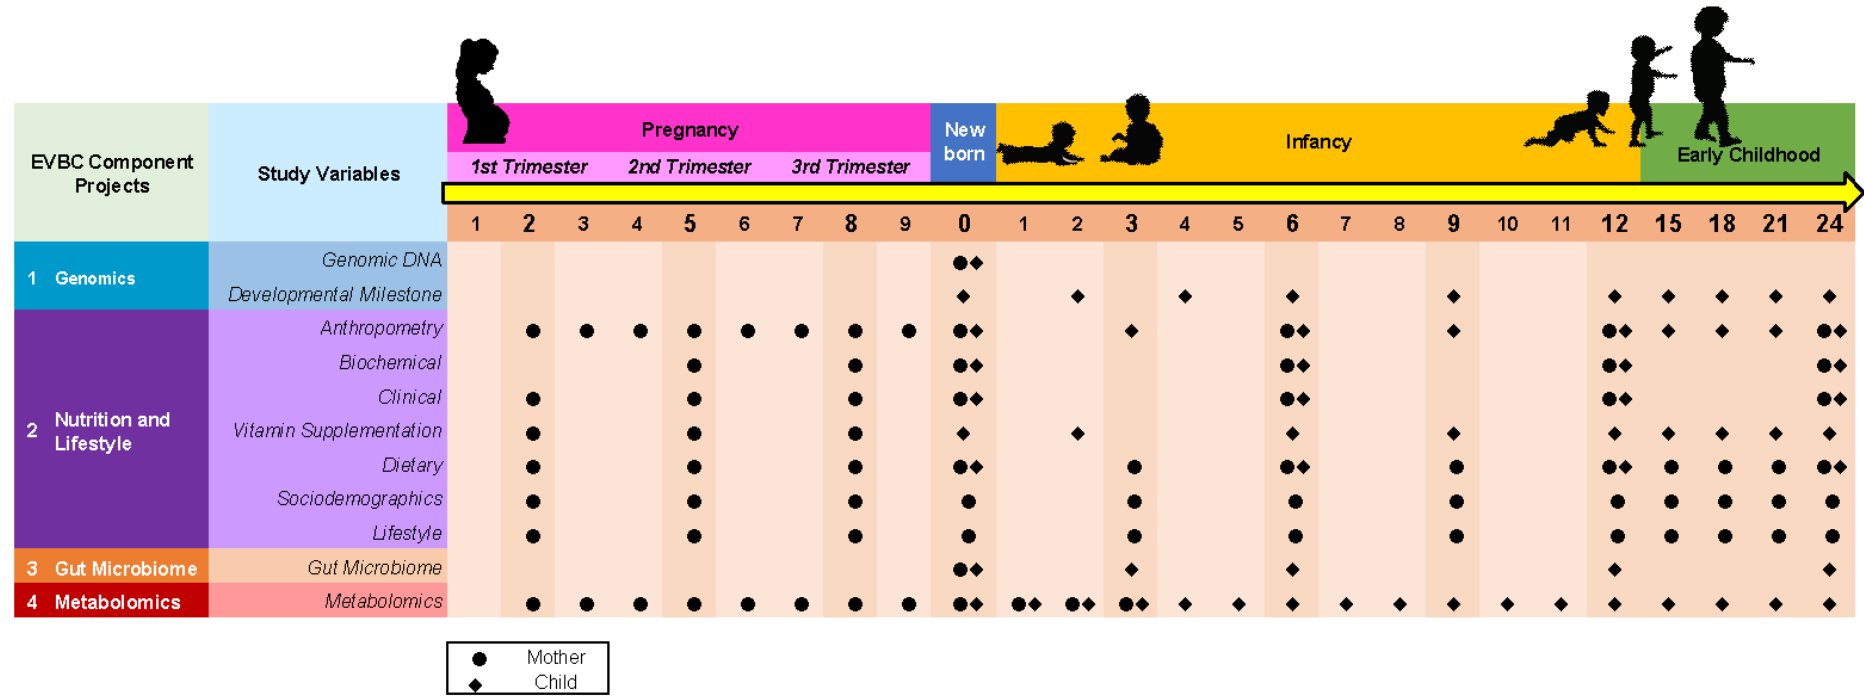 Pregnancy
New
born
Infancy
Early Childhood
EVBC Component
Projects
Study Variables
1st Trimester 2nd Trimester 3rd Trimester
1 2 3 4 5 6 7 8 9 0 1 2 3 4 5 6 7 8 9 10 11 12 15 18 21 24
1 Genomics
Genomic DNA
Developmental Milestone
2 Nutrition and
Lifestyle
Anthropometry
Biochemical
Clinical
Vitamin Supplementation
Dietary
Sociodemographics
Lifestyle
3 Gut Microbiome
Gut Microbiome
4 Metabolomics
Metabolomics
Mother
Child